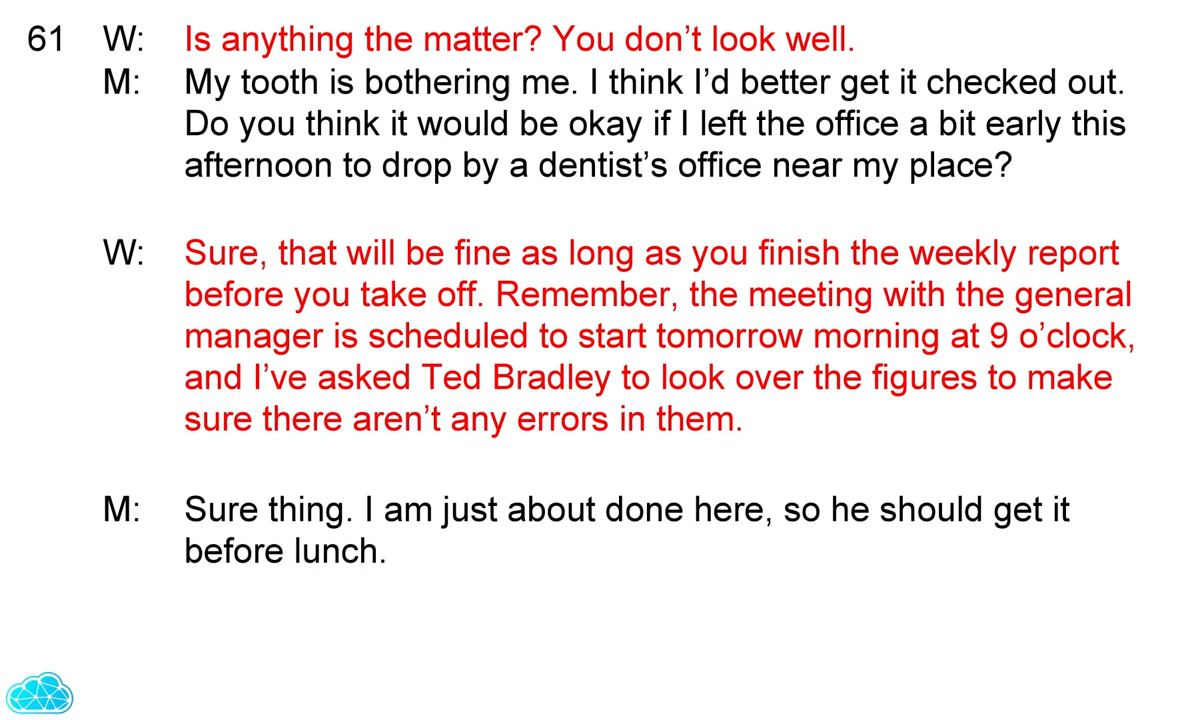 61 W: Is anything the matter? You don’t look well.
M: My tooth is bothering me. I think I’d better get it checked out.
Do you think it would be okay if I left the office a bit early this
afternoon to drop by a dentist’s office near my place?
W: Sure, that will be fine as long as you finish the weekly report
before you take off. Remember, the meeting with the general
manager is scheduled to start tomorrow morning at 9 o’clock,
and I’ve asked Ted Bradley to look over the figures to make
sure there aren’t any errors in them.
M: Sure thing. I am just about done here, so he should get it
before lunch.